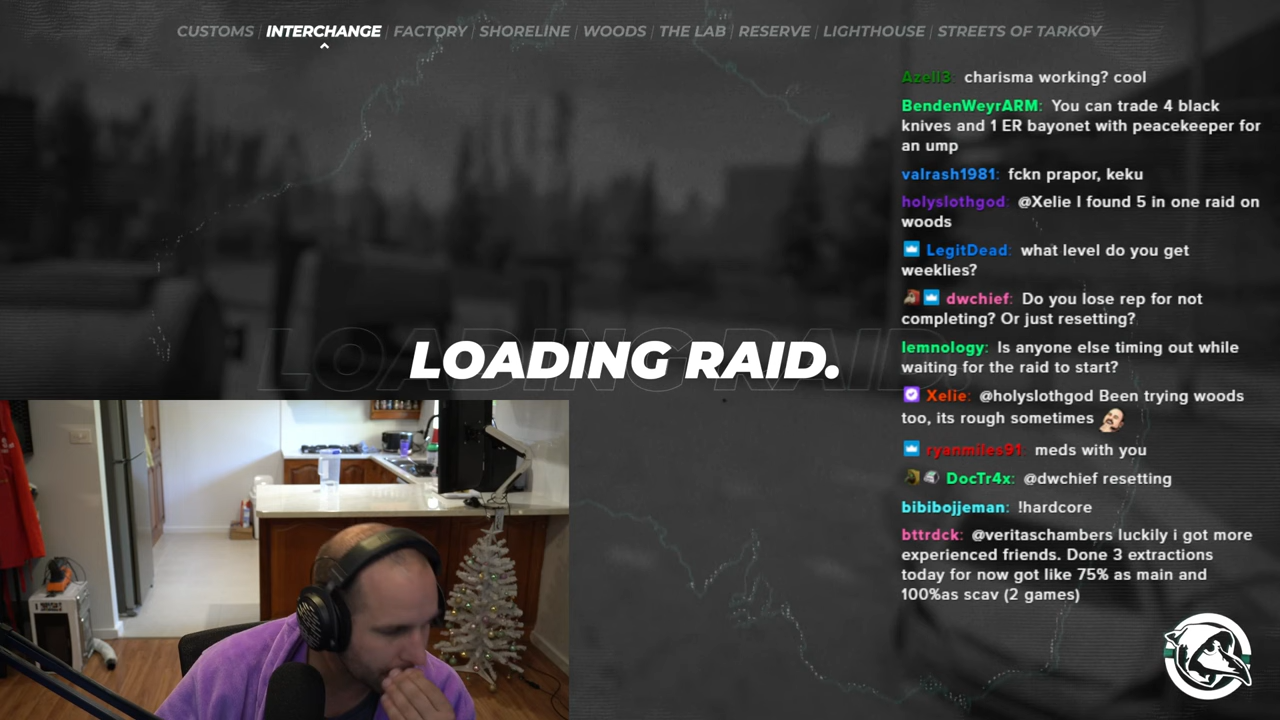 CUSTOMS / INTERCHANGE / FACTORY / SHORELINE / WOODS / THE LAB / RESERVE / LIGHTHOUSE / STREETS OF TARKOV
Azell3: charisma working? cool
BendenWeyrARM: You can trade 4 black
knives and 1 ER bayonet with peacekeeper for
an ump
valrash1981: fckn prapor, keku
holyslothgod: @Xelie I found 5 in one raid on
woods
LegitDead: what level do you get
weeklies?
dwchief: Do you lose rep for not
completing? Or just resetting?
LOADING RAID.
lemnology: Is anyone else timing out while
waiting for the raid to start?
Xelie: @holyslothgod Been trying woods
too, its rough sometimes
ryanmiles91: meds with you
DocTr4x: @dwchief resetting
bibibojjeman: !hardcore
bttrdck: @veritaschambers luckily i got more
experienced friends. Done 3 extractions
today for now got like 75% as main and
100%as scav (2 games)